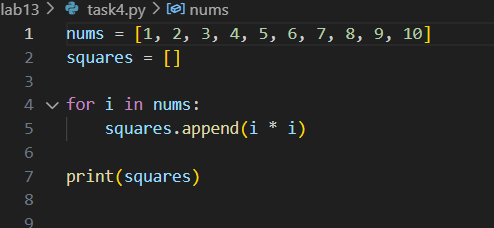 lab13 > task4.py > nums
1 nums = [1, 2, 3, 4, 5, 6, 7, 8, 9, 10]
2 squares = []
3
4 for i in nums:
5     squares.append(i * i)
6
7 print(squares)
8
9